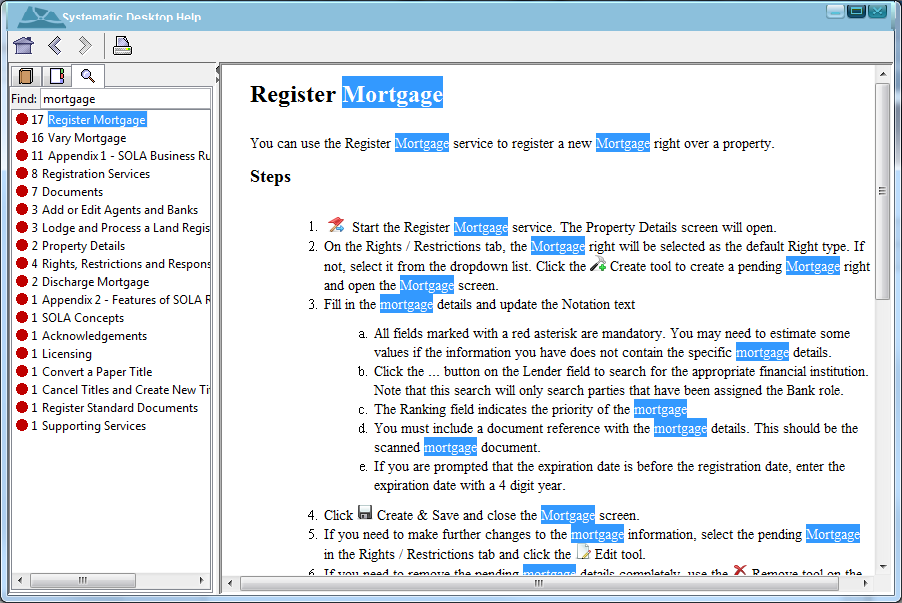 Systematic Desktop Help
Find: mortgage
17 Register Mortgage
16 Vary Mortgage
11 Appendix 1 - SOLA Business Ru
8 Registration Services
7 Documents
3 Add or Edit Agents and Banks
3 Lodge and Process a Land Regis
2 Property Details
4 Rights, Restrictions and Respons
2 Discharge Mortgage
1 Appendix 2 - Features of SOLA R
1 SOLA Concepts
1 Acknowledgements
1 Licensing
1 Convert a Paper Title
1 Cancel Titles and Create New Ti
1 Register Standard Documents
1 Supporting Services
Register Mortgage
You can use the Register Mortgage service to register a new Mortgage right over a property.
Steps
1. Start the Register Mortgage service. The Property Details screen will open.
2. On the Rights / Restrictions tab, the Mortgage right will be selected as the default Right type. If
not, select it from the dropdown list. Click the Create tool to create a pending Mortgage right
and open the Mortgage screen.
3. Fill in the mortgage details and update the Notation text
a. All fields marked with a red asterisk are mandatory. You may need to estimate some
values if the information you have does not contain the specific mortgage details.
b. Click the ... button on the Lender field to search for the appropriate financial institution.
Note that this search will only search parties that have been assigned the Bank role.
c. The Ranking field indicates the priority of the mortgage
d. You must include a document reference with the mortgage details. This should be the
scanned mortgage document.
e. If you are prompted that the expiration date is before the registration date, enter the
expiration date with a 4 digit year.
4. Click Create & Save and close the Mortgage screen.
5. If you need to make further changes to the mortgage information, select the pending Mortgage
in the Rights / Restrictions tab and click the Edit tool.
6. If you need to remove the pending mortgage details completely, use the Remove tool on the